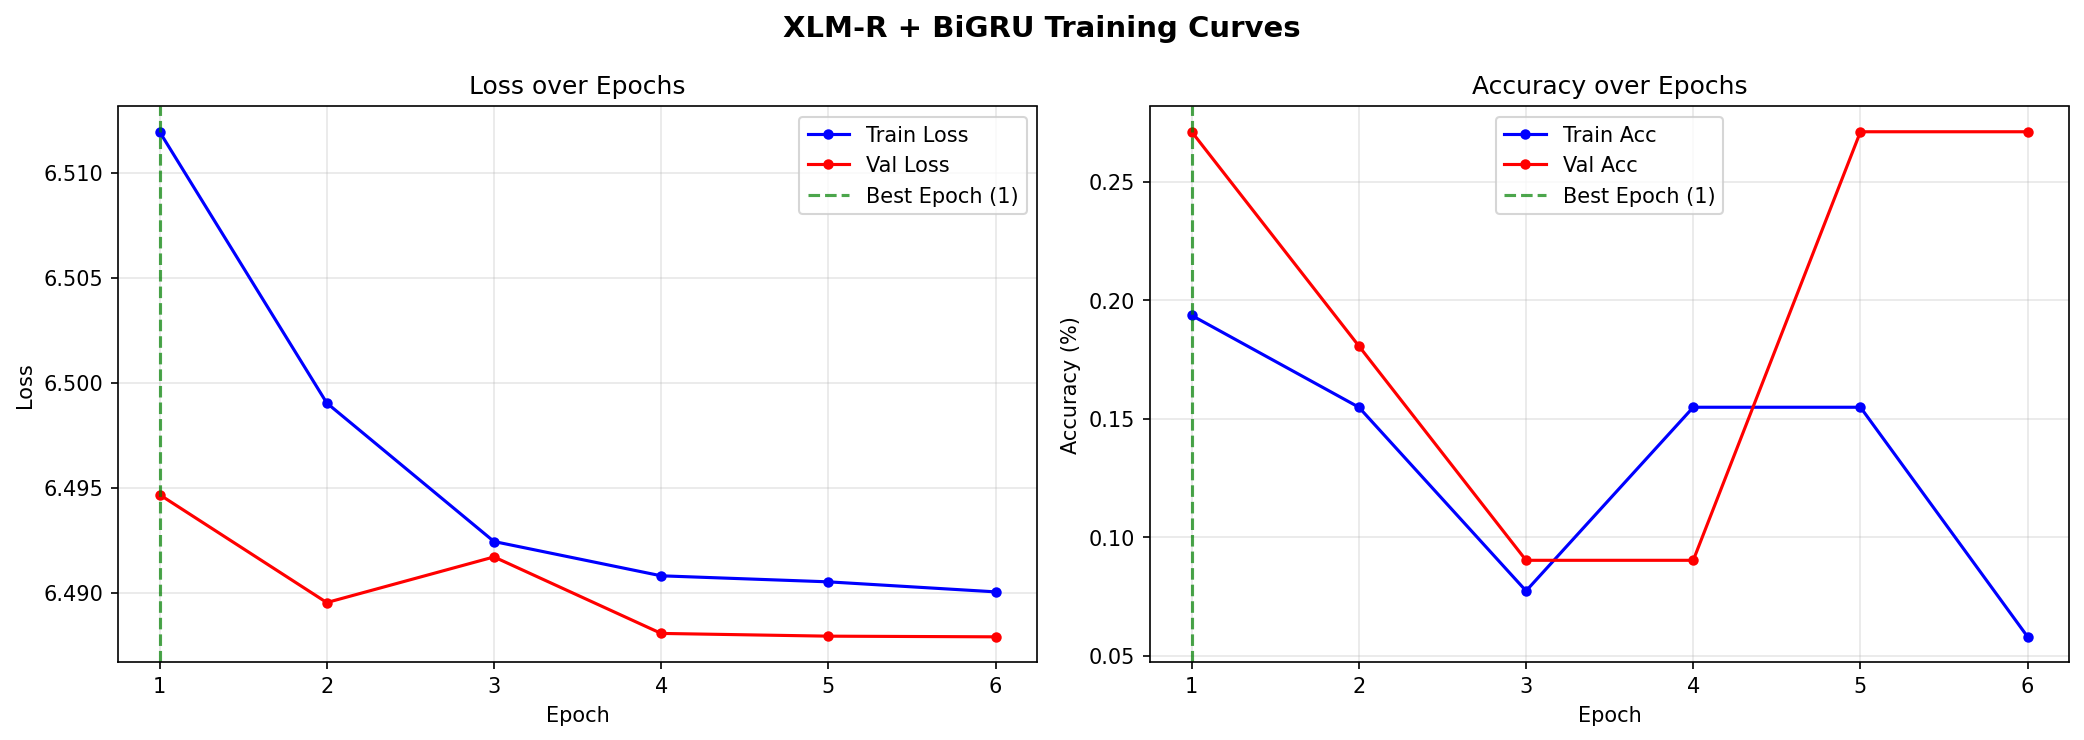 XLM-R + BiGRU Training Curves
Loss over Epochs
Train Loss
Val Loss
Best Epoch (1)
6.510
6.505
6.500
6.495
6.490
Loss
1 2 3 4 5 6
Epoch
Accuracy over Epochs
Train Acc
Val Acc
Best Epoch (1)
0.25
0.20
0.15
0.10
0.05
Accuracy (%)
1 2 3 4 5 6
Epoch